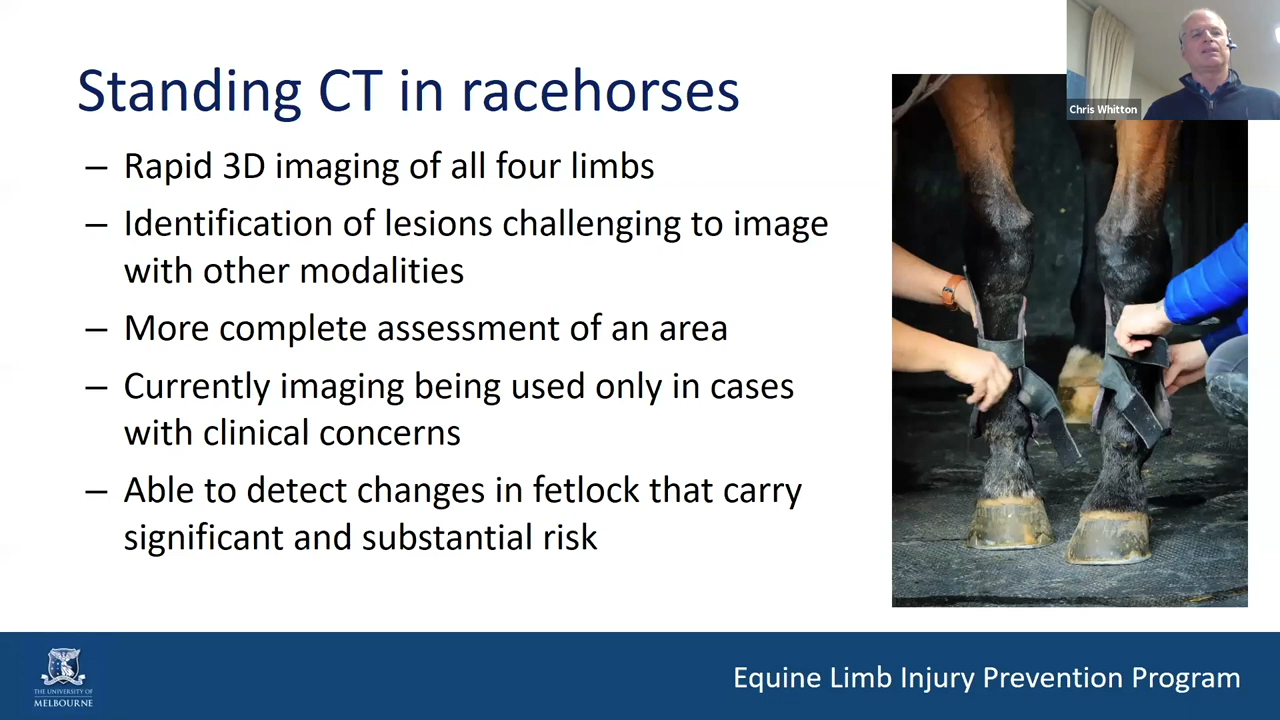 Standing CT in racehorses
– Rapid 3D imaging of all four limbs
– Identification of lesions challenging to image
with other modalities
– More complete assessment of an area
– Currently imaging being used only in cases
with clinical concerns
– Able to detect changes in fetlock that carry
significant and substantial risk
Chris Whitton
THE UNIVERSITY OF
MELBOURNE
Equine Limb Injury Prevention Program